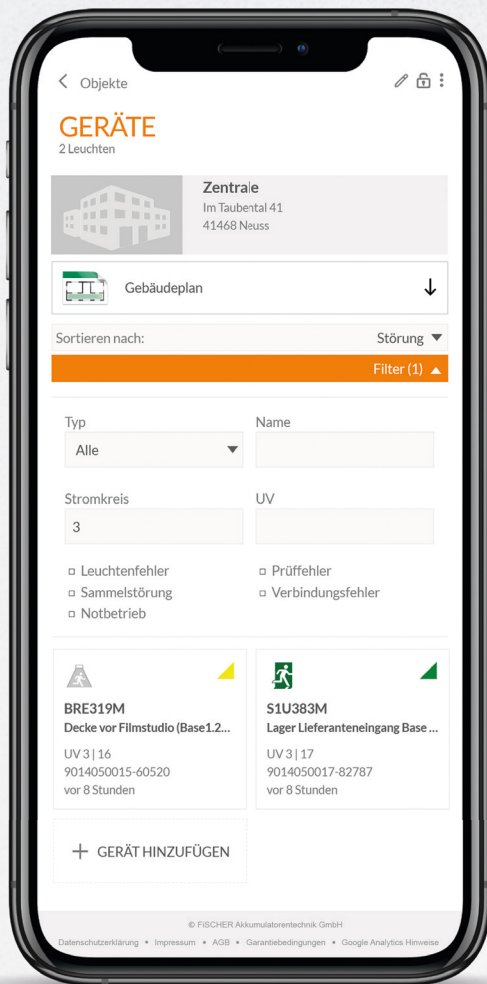 Objekte
GERÄTE
2 Leuchten
Zentrale
Im Taubental 41
41468 Neuss
Gebäudeplan
Sortieren nach: Störung
Filter (1)
Typ Name
Alle
Stromkreis UV
3
Leuchtenfehler Prüffehler
Sammelstörung Verbindungsfehler
Notbetrieb
BRE319M S1U383M
Decke vor Filmstudio (Base1.2... Lager Lieferanteneingang Base ...
UV 3 | 16 UV 3 | 17
9014050015-60520 9014050017-82787
vor 8 Stunden vor 8 Stunden
+ GERÄT HINZUFÜGEN
© FiSCHER Akkumulatorentechnik GmbH
Datenschutzerklärung • Impressum • AGB • Garantiebedingungen • Google Analytics Hinweise